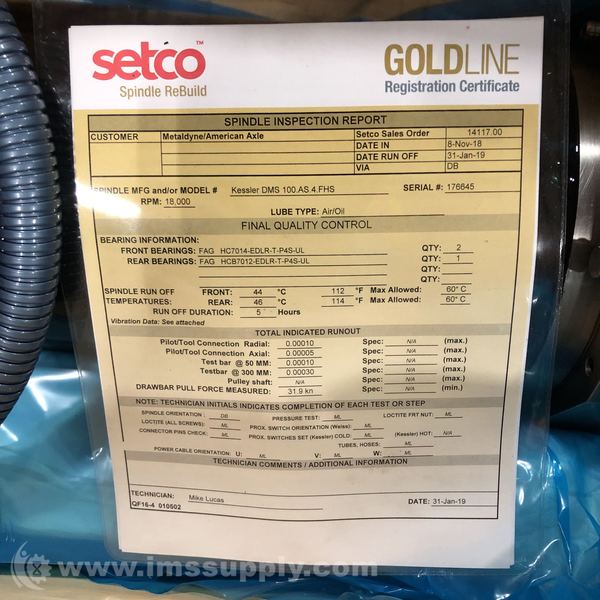 setco™
Spindle ReBuild
GOLDLINE
Registration Certificate
SPINDLE INSPECTION REPORT
CUSTOMER Metaldyne/American Axle Setco Sales Order 14117.00
DATE IN 8-Nov-18
DATE RUN OFF 31-Jan-19
VIA DB
SPINDLE MFG and/or MODEL # Kessler DMS 100.AS.4.FHS SERIAL #: 176645
RPM: 18,000
LUBE TYPE: Air/Oil
FINAL QUALITY CONTROL
BEARING INFORMATION:
FRONT BEARINGS: FAG HC7014-EDLR-T-P4S-UL QTY: 2
REAR BEARINGS: FAG HCB7012-EDLR-T-P4S-UL QTY: 1
QTY:
QTY:
SPINDLE RUN OFF FRONT: 44 °C 112 °F Max Allowed: 60° C
TEMPERATURES: REAR: 46 °C 114 °F Max Allowed: 60° C
RUN OFF DURATION: 5 Hours
Vibration Data: See attached
TOTAL INDICATED RUNOUT
Pilot/Tool Connection Radial: 0.00010 Spec: N/A (max.)
Pilot/Tool Connection Axial: 0.00005 Spec: N/A (max.)
Test bar @ 50 MM: 0.00010 Spec: N/A (max.)
Testbar @ 300 MM: 0.00030 Spec: N/A (max.)
Pulley shaft: N/A Spec: N/A (max.)
DRAWBAR PULL FORCE MEASURED: 31.9 kn Spec: N/A (min.)
NOTE: TECHNICIAN INITIALS INDICATES COMPLETION OF EACH TEST OR STEP
SPINDLE ORIENTATION : DB PRESSURE TEST: ML LOCTITE FRT NUT: ML
LOCTITE (ALL SCREWS): ML PROX. SWITCH ORIENTATION (Weiss): ML
CONNECTOR PINS CHECK: ML PROX. SWITCHES SET (Kessler) COLD: ML (Kessler) HOT: N/A
TUBES, HOSES: ML
POWER CABLE ORIENTATION: U: ML V: ML W: ML
TECHNICIAN COMMENTS / ADDITIONAL INFORMATION
TECHNICIAN: Mike Lucas DATE: 31-Jan-19
QF16-4 010502
www.imssupply.com